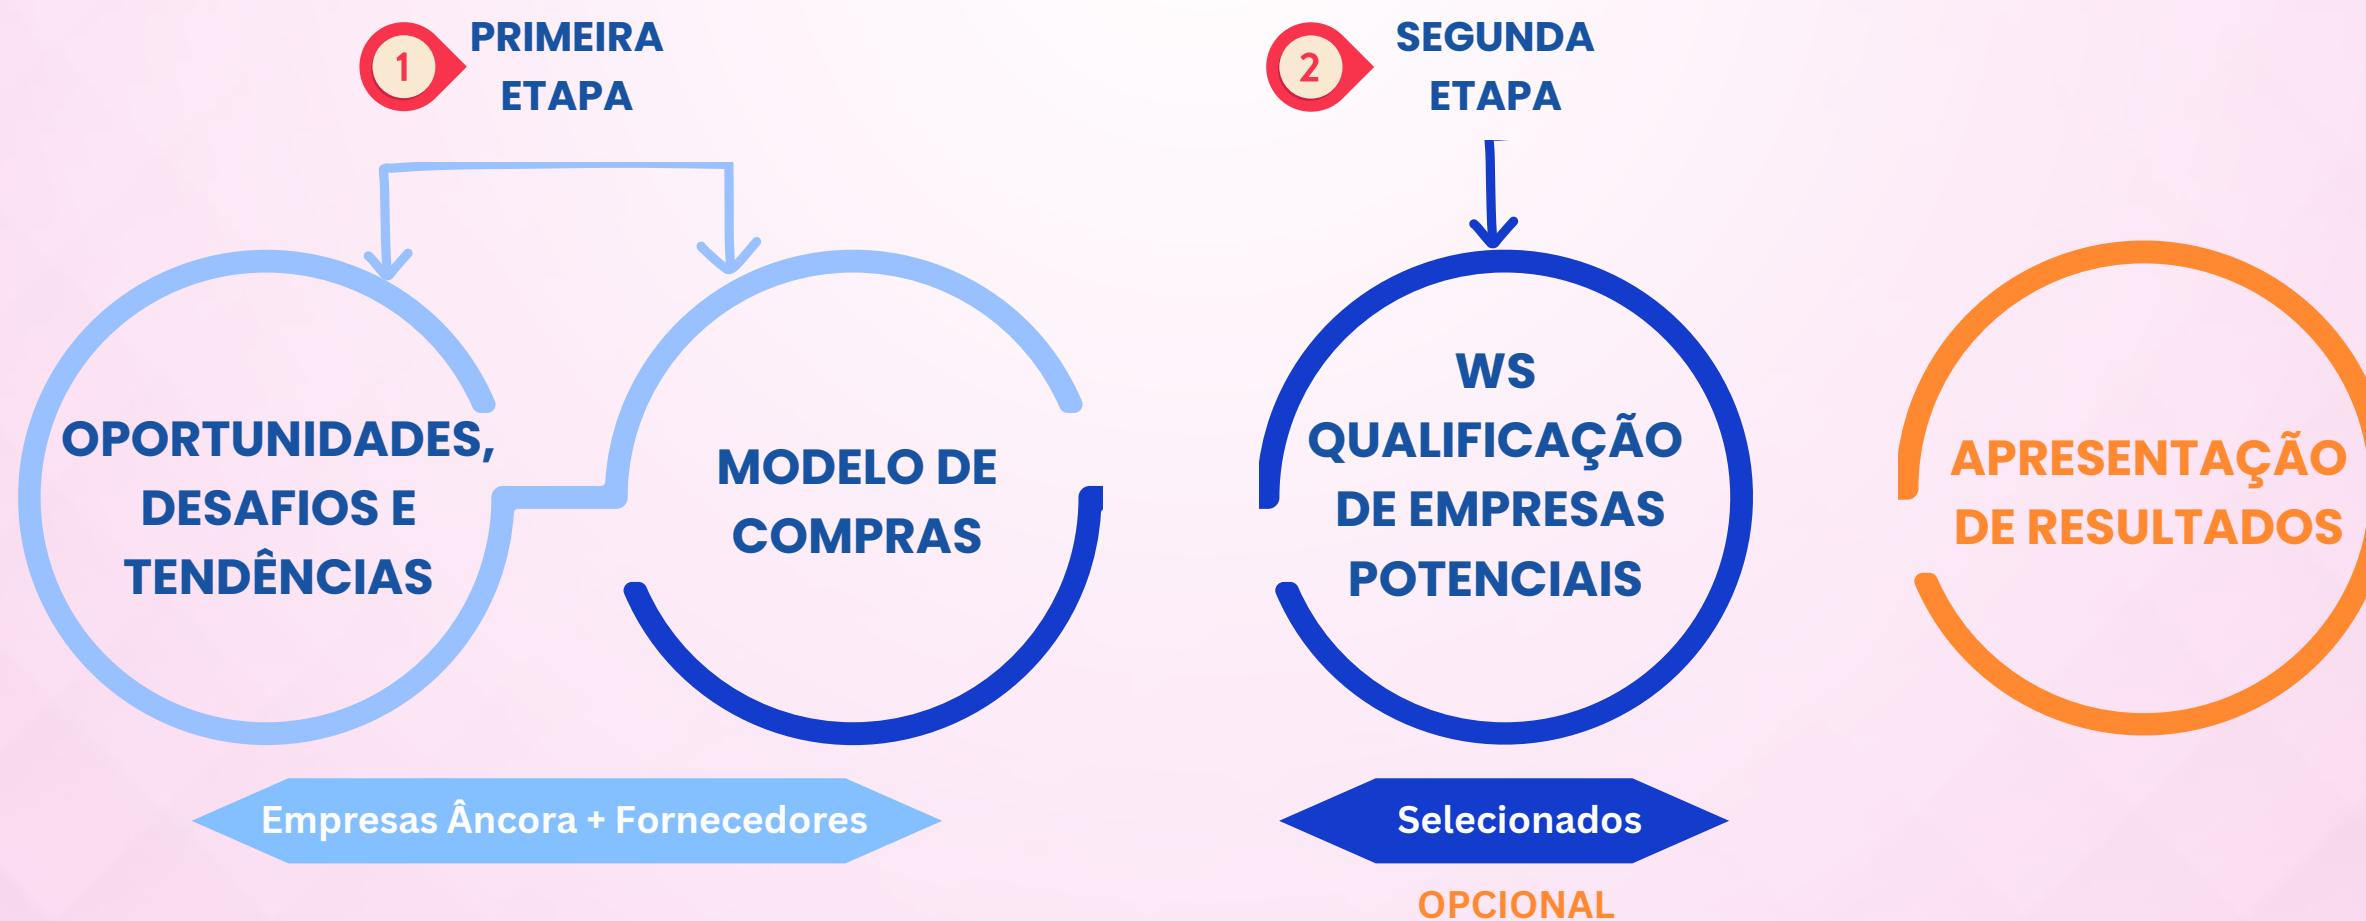 1
PRIMEIRA
ETAPA
2
SEGUNDA
ETAPA
OPORTUNIDADES,
DESAFIOS E
TENDÊNCIAS
MODELO DE
COMPRAS
WS
QUALIFICAÇÃO
DE EMPRESAS
POTENCIAIS
APRESENTAÇÃO
DE RESULTADOS
Empresas Âncora + Fornecedores
Selecionados
OPCIONAL